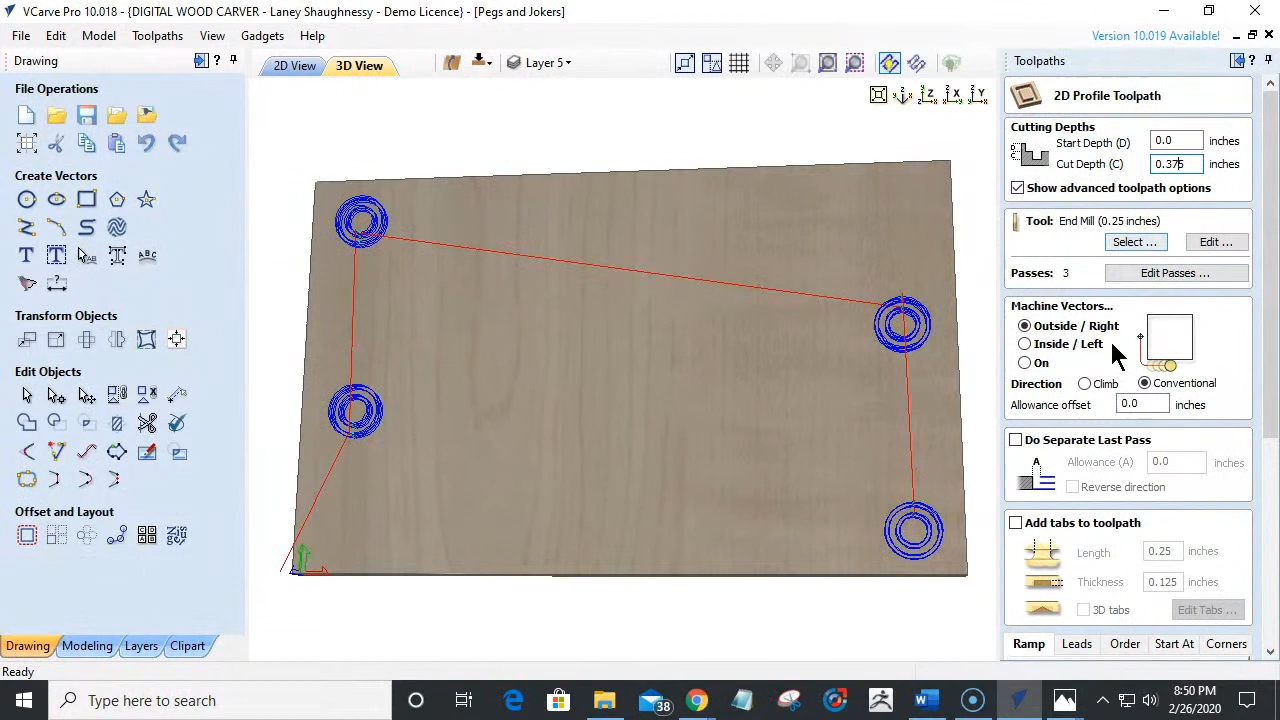 VCarve Pro 10.018 - {DIGITAL WOOD CARVER - Laney Shaughnessy - Demo Licence} - [Pegs and Jokers]
File Edit Model Toolpaths View Gadgets Help
Version 10.019 Available!
Drawing
2D View 3D View
Layer 5
Toolpaths
File Operations
Create Vectors
Transform Objects
Edit Objects
Offset and Layout
Drawing Modeling Layers Clipart
Z X Y
2D Profile Toolpath
Cutting Depths
Start Depth (D) 0.0 inches
Cut Depth (C) 0.375 inches
Show advanced toolpath options
Tool: End Mill (0.25 inches)
Select ... Edit ...
Passes: 3 Edit Passes ...
Machine Vectors...
Outside / Right
Inside / Left
On
Direction Climb Conventional
Allowance offset 0.0 inches
Do Separate Last Pass
A Allowance (A) 0.0 inches
Reverse direction
Add tabs to toolpath
Length 0.25 inches
Thickness 0.125 inches
3D tabs Edit Tabs ...
Ramp Leads Order Start At Corners
Ready
Type here to search
38
8:50 PM
2/26/2020